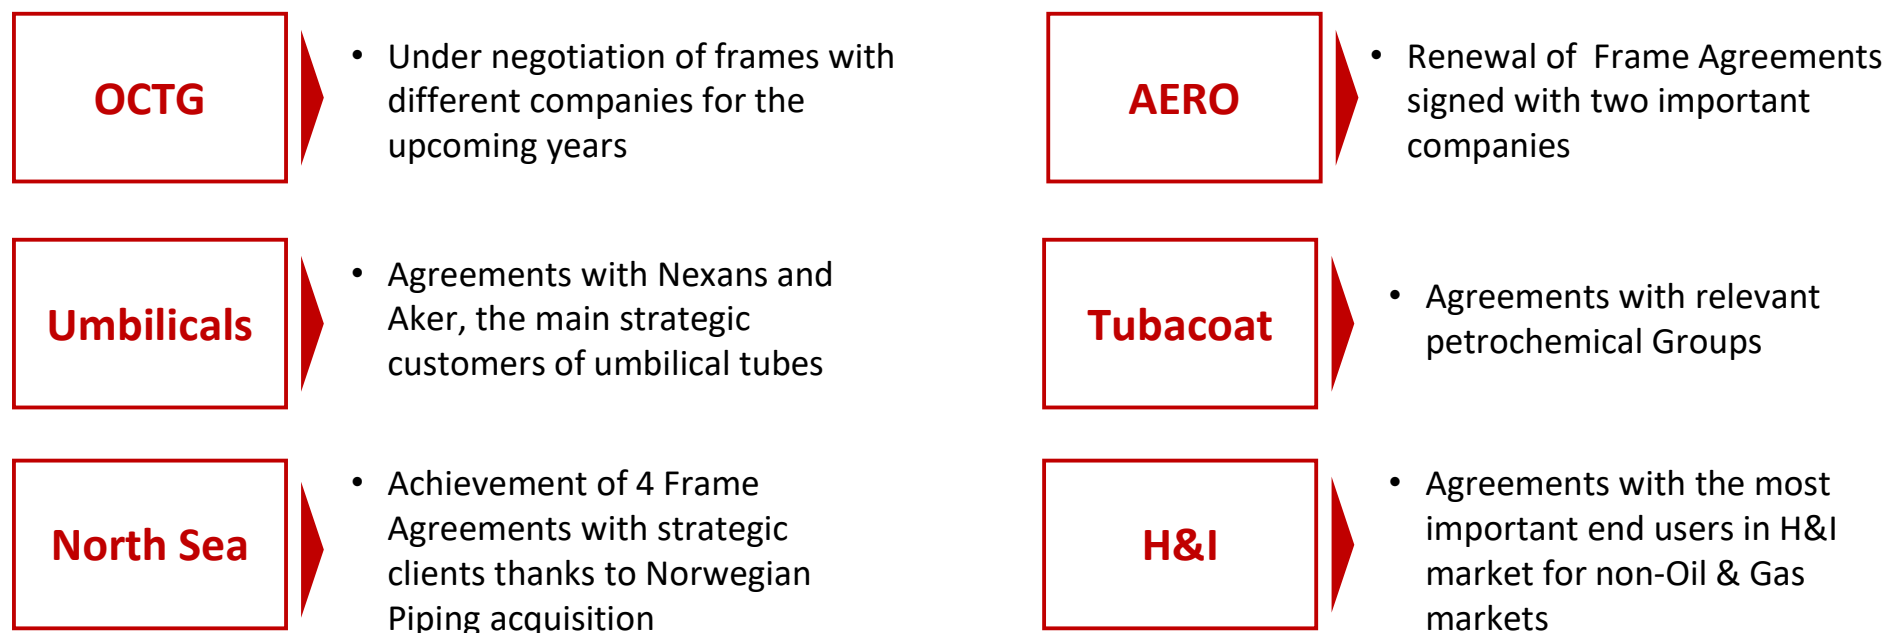 OCTG
• Under negotiation of frames with
different companies for the
upcoming years
AERO
• Renewal of Frame Agreements
signed with two important
companies
Umbilicals
• Agreements with Nexans and
Aker, the main strategic
customers of umbilical tubes
Tubacoat
• Agreements with relevant
petrochemical Groups
North Sea
• Achievement of 4 Frame
Agreements with strategic
clients thanks to Norwegian
Piping acquisition
H&I
• Agreements with the most
important end users in H&I
market for non-Oil & Gas
markets